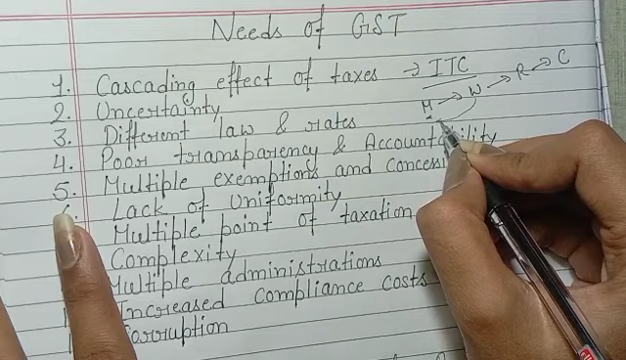 Needs of GST
1. Cascading effect of taxes → ITC
M → W → R → C
2. Uncertainty
3. Different law & rates
4. Poor transparency & Accountability
5. Multiple exemptions and concessi
Lack of Uniformity
Multiple point of taxation
Complexity
Multiple administrations
Increased compliance costs
Corruption